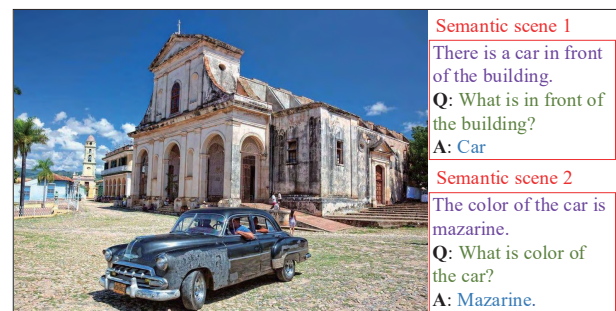 Semantic scene 1
There is a car in front
of the building.
Q: What is in front of
the building?
A: Car
Semantic scene 2
The color of the car is
mazarine.
Q: What is color of
the car?
A: Mazarine.